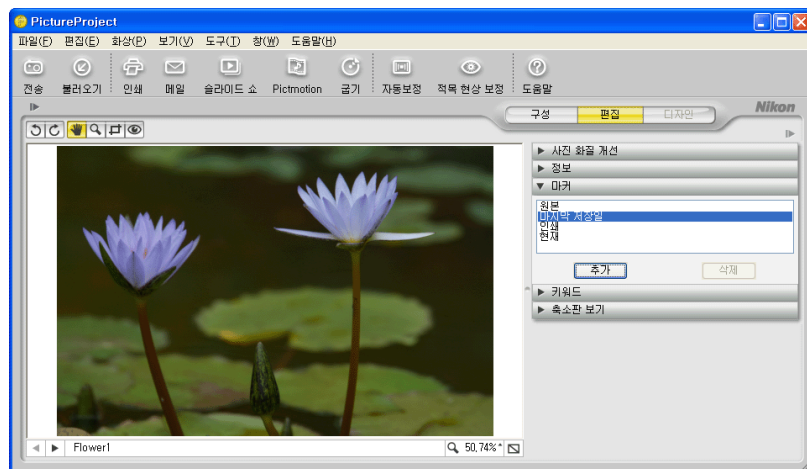 PictureProject
파일(F) 편집(E) 화상(P) 보기(V) 도구(T) 창(W) 도움말(H)
전송 불러오기 인쇄 메일 슬라이드 쇼 Pictmotion 굽기 자동보정 적목 현상 보정 도움말
구성 편집 디자인 Nikon
사진 화질 개선
정보
마커
원본
마지막 저장일
인쇄
현재
추가 삭제
키워드
축소판 보기
Flower1 50,74%*